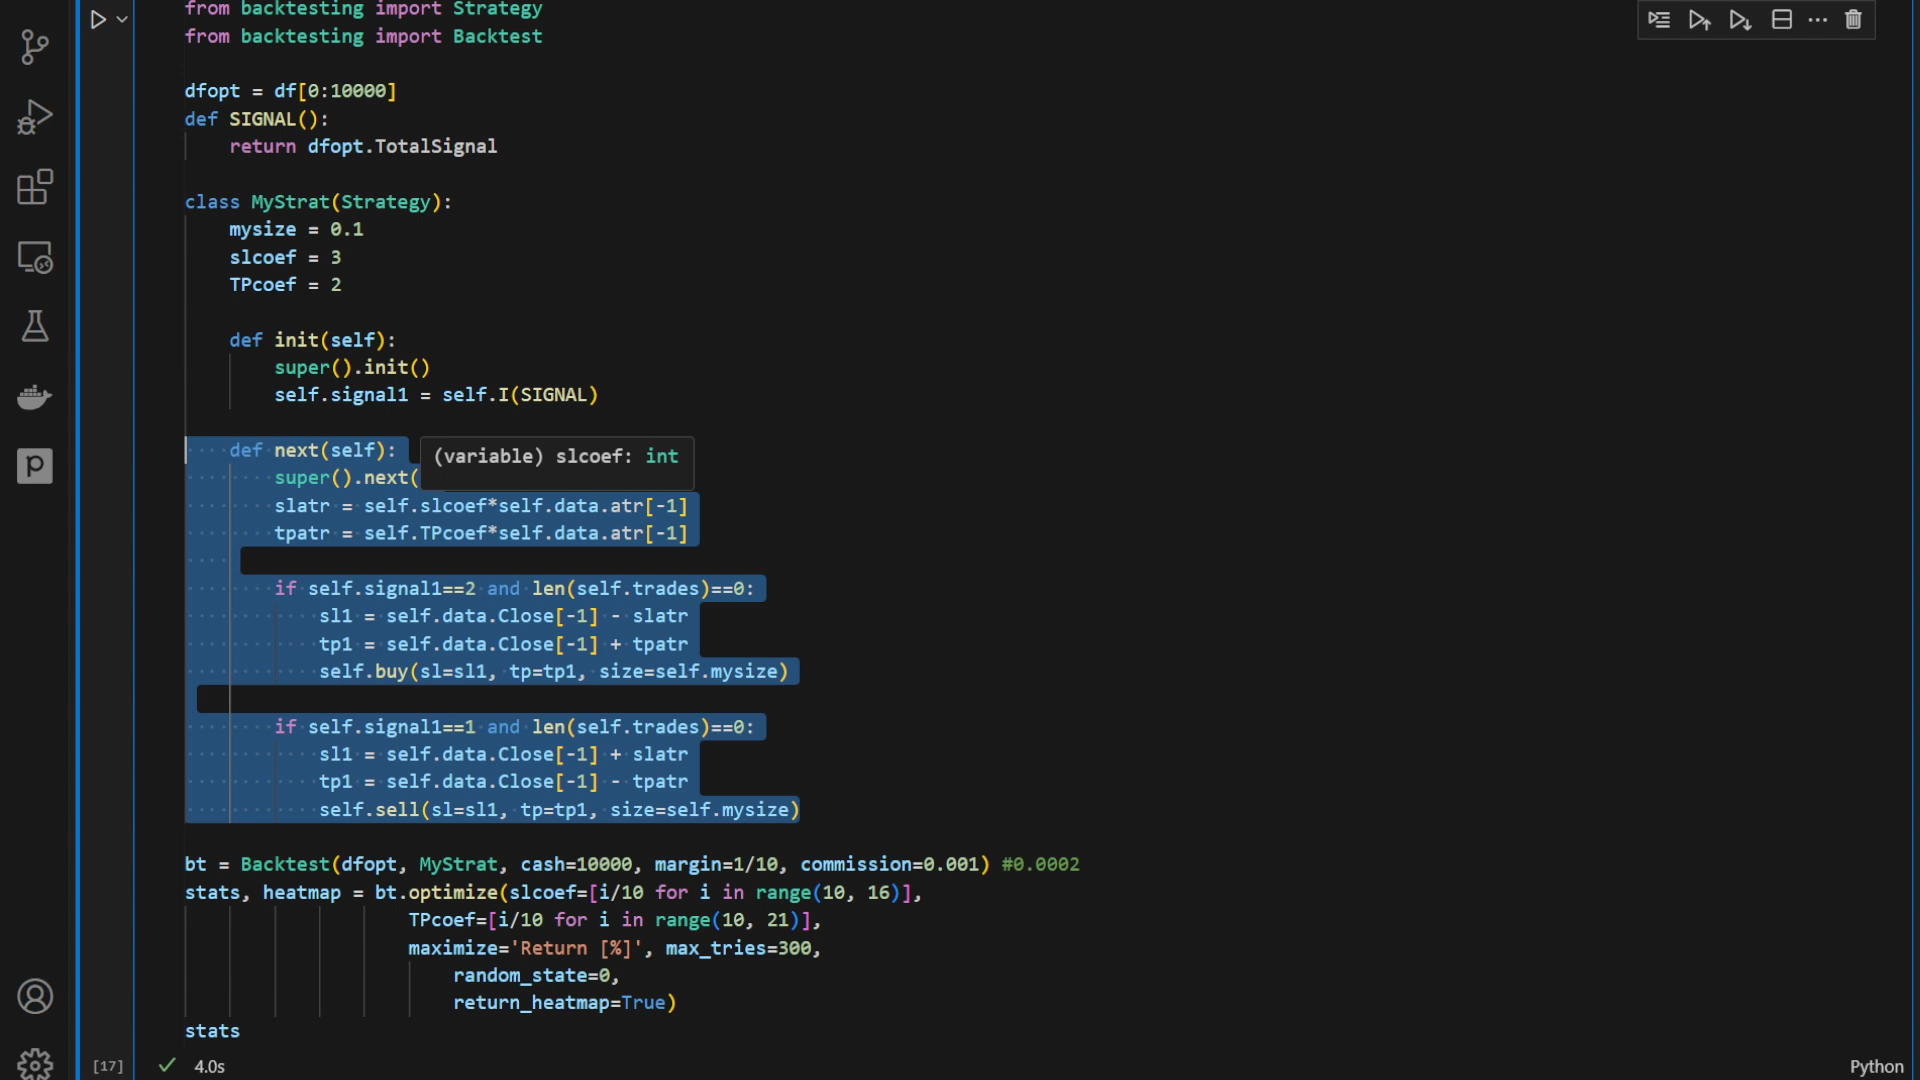 from backtesting import Strategy
from backtesting import Backtest
dfopt = df[0:10000]
def SIGNAL():
    return dfopt.TotalSignal
class MyStrat(Strategy):
    mysize = 0.1
    slcoef = 3
    TPcoef = 2
    def init(self):
        super().init()
        self.signal1 = self.I(SIGNAL)
    def next(self):
(variable) slcoef: int
        super().next(
        slatr = self.slcoef*self.data.atr[-1]
        tpatr = self.TPcoef*self.data.atr[-1]
        if self.signal1==2 and len(self.trades)==0:
            sl1 = self.data.Close[-1] - slatr
            tp1 = self.data.Close[-1] + tpatr
            self.buy(sl=sl1, tp=tp1, size=self.mysize)
        if self.signal1==1 and len(self.trades)==0:
            sl1 = self.data.Close[-1] + slatr
            tp1 = self.data.Close[-1] - tpatr
            self.sell(sl=sl1, tp=tp1, size=self.mysize)
bt = Backtest(dfopt, MyStrat, cash=10000, margin=1/10, commission=0.001) #0.0002
stats, heatmap = bt.optimize(slcoef=[i/10 for i in range(10, 16)],
                    TPcoef=[i/10 for i in range(10, 21)],
                    maximize='Return [%]', max_tries=300,
                        random_state=0,
                        return_heatmap=True)
stats
[17] 4.0s
Python